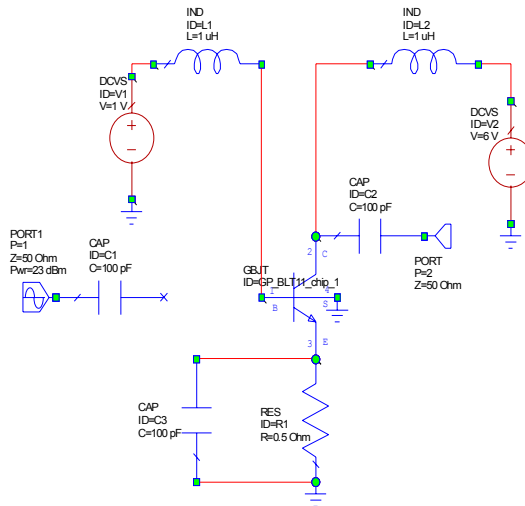 IND
ID=L1
L=1 uH
IND
ID=L2
L=1 uH
DCVS
ID=V1
V=1 V
DCVS
ID=V2
V=6 V
CAP
ID=C2
C=100 pF
PORT1
P=1
Z=50 Ohm
Pwr=23 dBm
CAP
ID=C1
C=100 pF
PORT
P=2
Z=50 Ohm
GBJT
ID=GP_BLT11_chip_1
1
B
2
C
3
E
4
S
CAP
ID=C3
C=100 pF
RES
ID=R1
R=0.5 Ohm